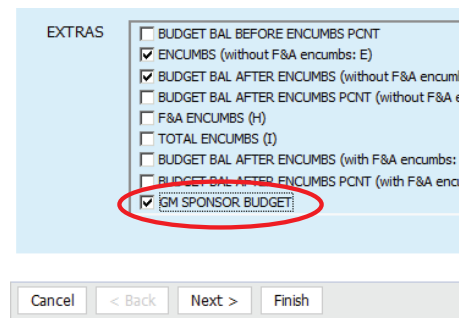 EXTRAS
BUDGET BAL BEFORE ENCUMBS PCNT
ENCUMBS (without F&A encumbs: E)
BUDGET BAL AFTER ENCUMBS (without F&A encuml
BUDGET BAL AFTER ENCUMBS PCNT (without F&A e
F&A ENCUMBS (H)
TOTAL ENCUMBS (I)
BUDGET BAL AFTER ENCUMBS (with F&A encumbs:
BUDGET BAL AFTER ENCUMBS PCNT (with F&A encu
GM SPONSOR BUDGET
Cancel < Back Next > Finish